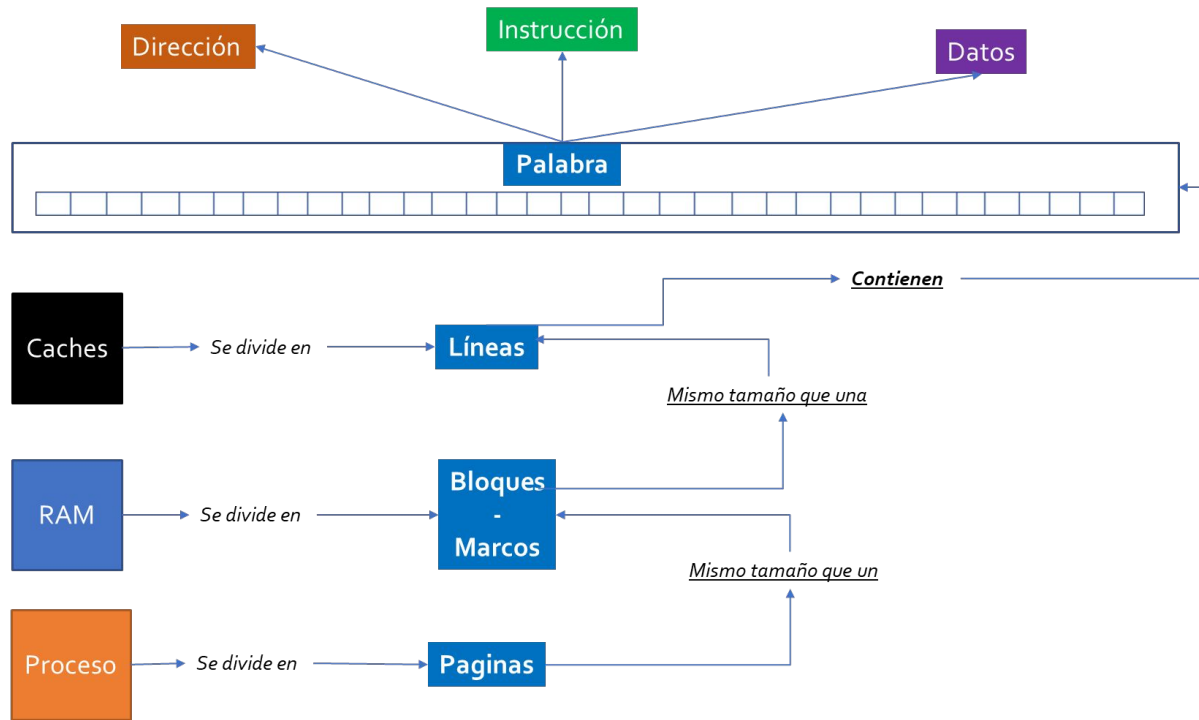 Dirección
Instrucción
Datos
Palabra
Contienen
Caches
Se divide en
Líneas
Mismo tamaño que una
RAM
Se divide en
Bloques
-
Marcos
Mismo tamaño que un
Proceso
Se divide en
Paginas